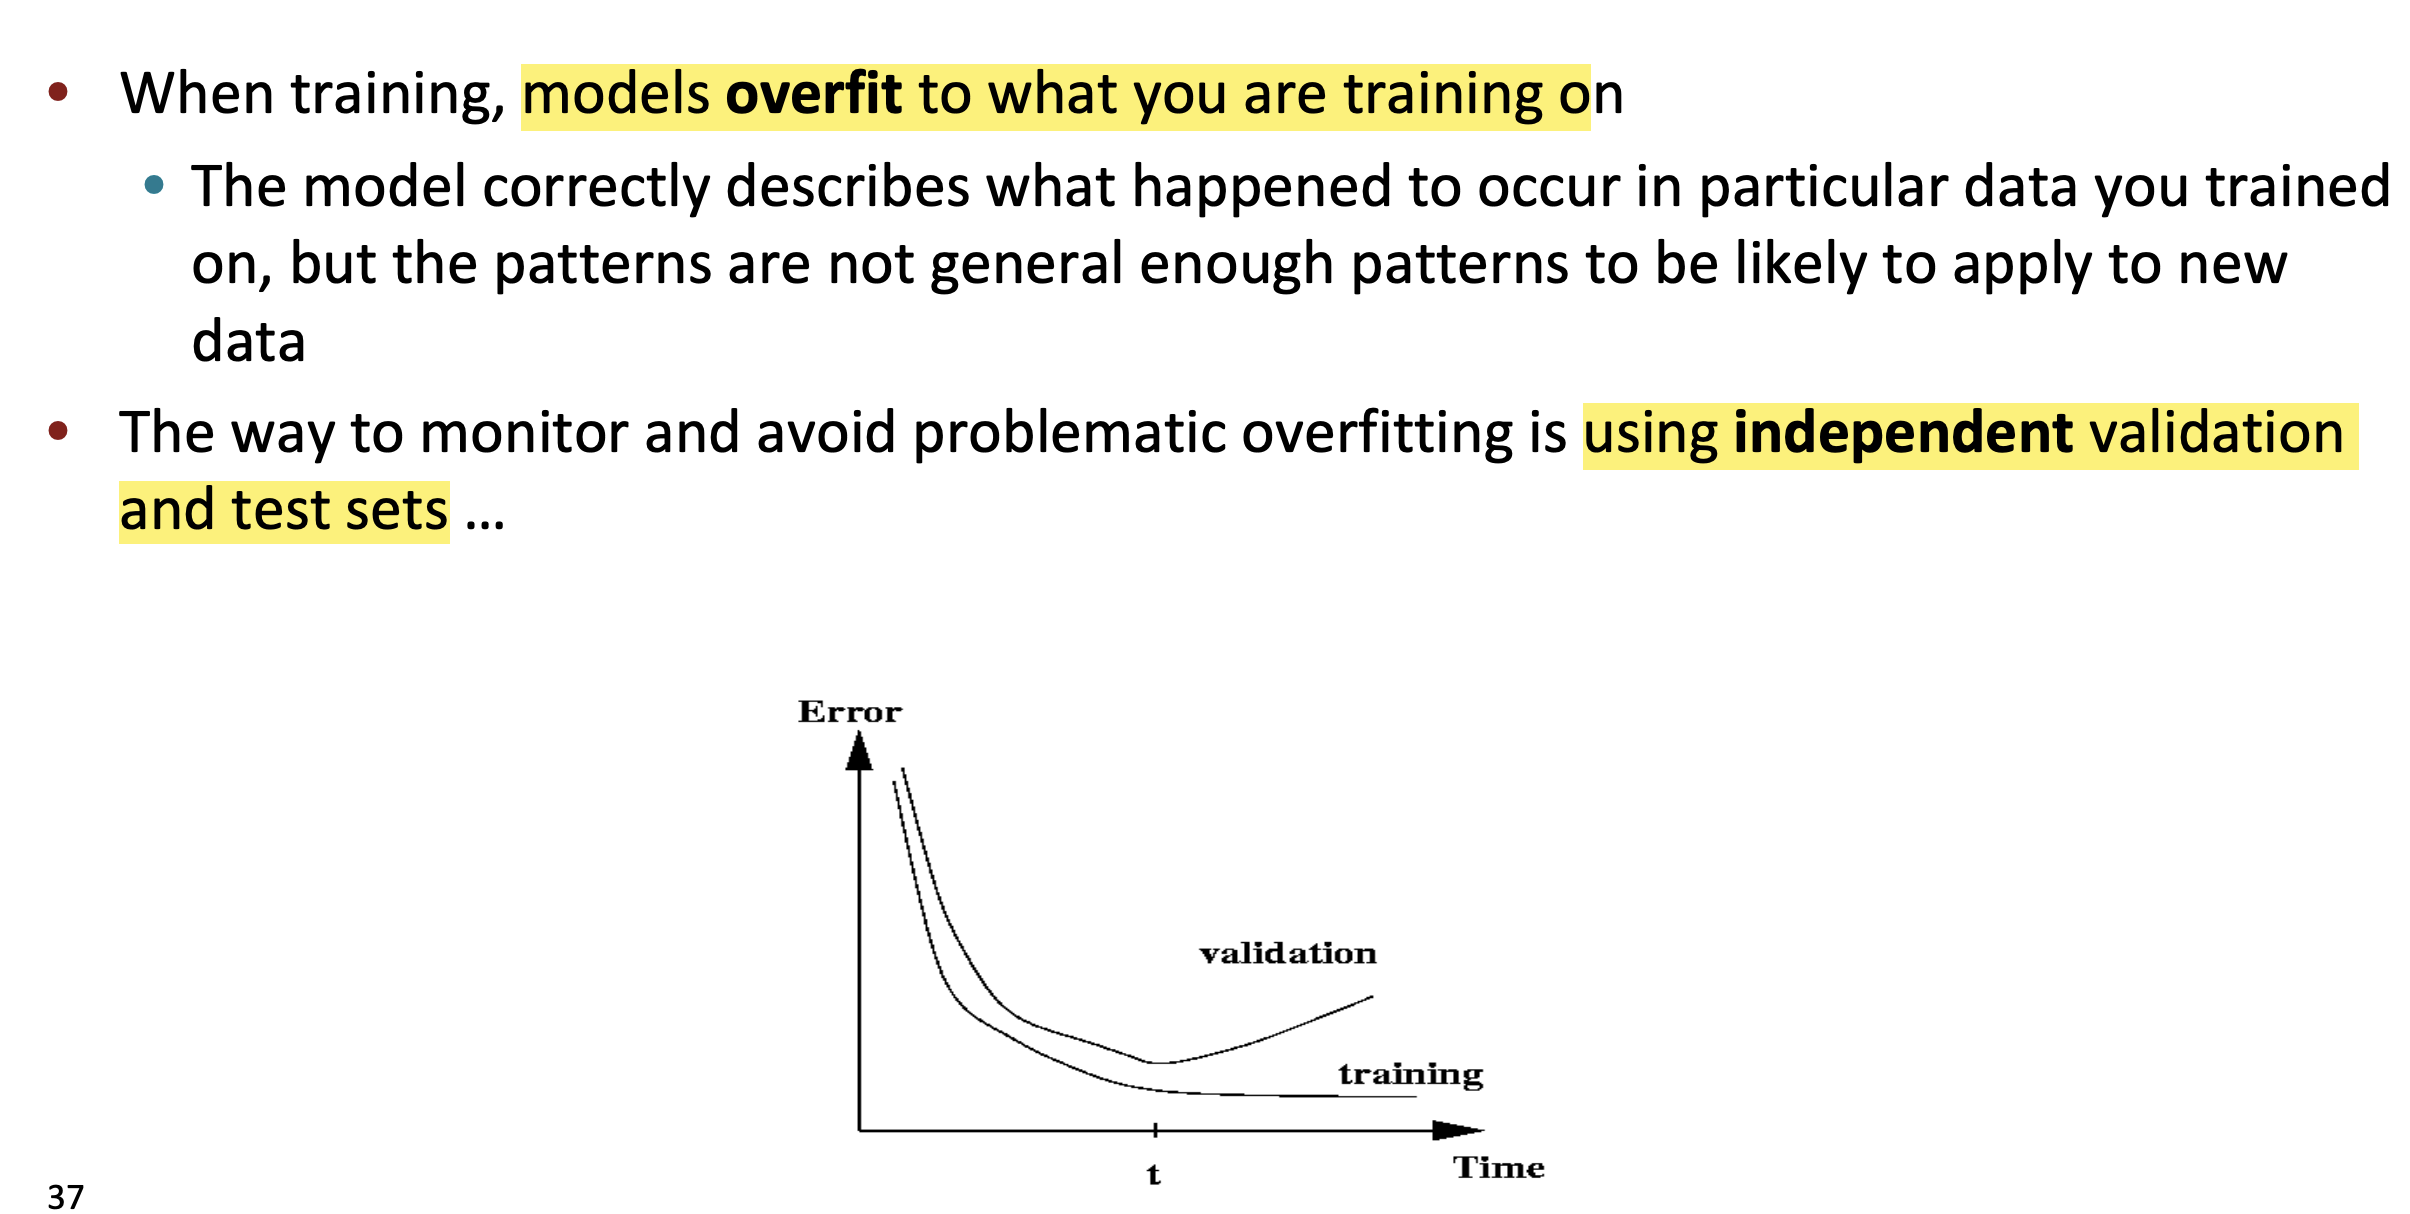 • When training, models overfit to what you are training on
• The model correctly describes what happened to occur in particular data you trained
on, but the patterns are not general enough patterns to be likely to apply to new
data
• The way to monitor and avoid problematic overfitting is using independent validation
and test sets …
Error
validation
training
t
Time
37